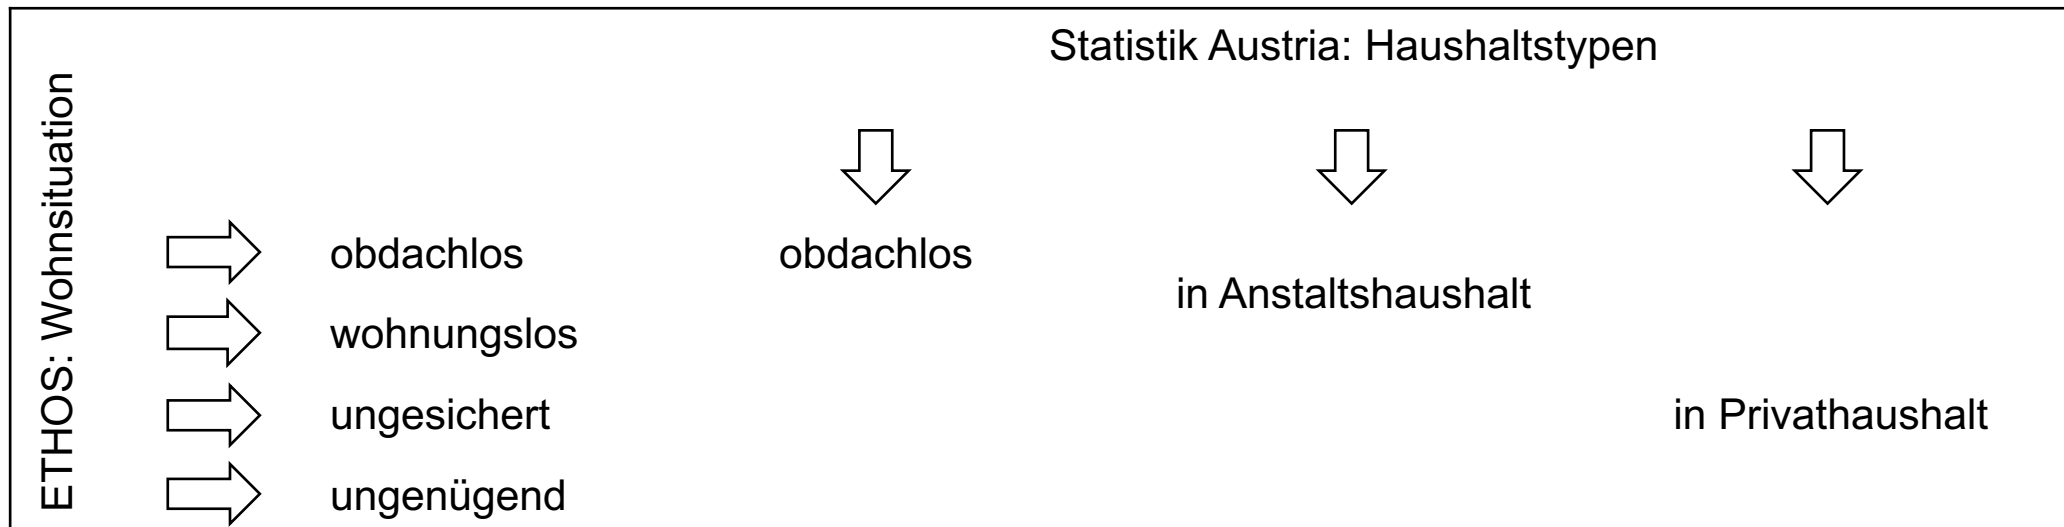 Statistik Austria: Haushaltstypen
ETHOS: Wohnsituation
obdachlos
obdachlos
in Anstaltshaushalt
wohnungslos
ungesichert
in Privathaushalt
ungenügend